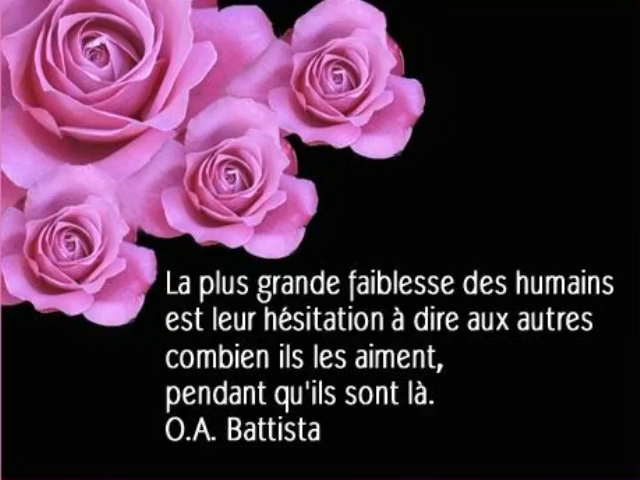 La plus grande faiblesse des humains
est leur hésitation à dire aux autres
combien ils les aiment,
pendant qu'ils sont là.
O.A. Battista